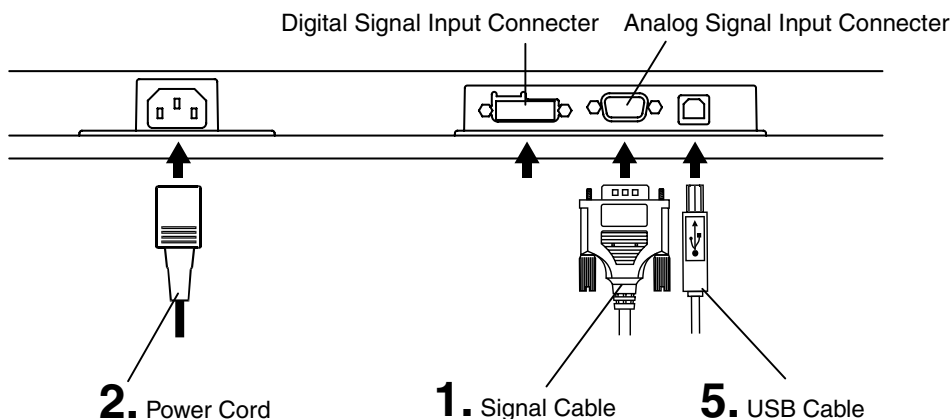 Digital Signal Input Connecter
Analog Signal Input Connecter
2. Power Cord
1. Signal Cable
5. USB Cable